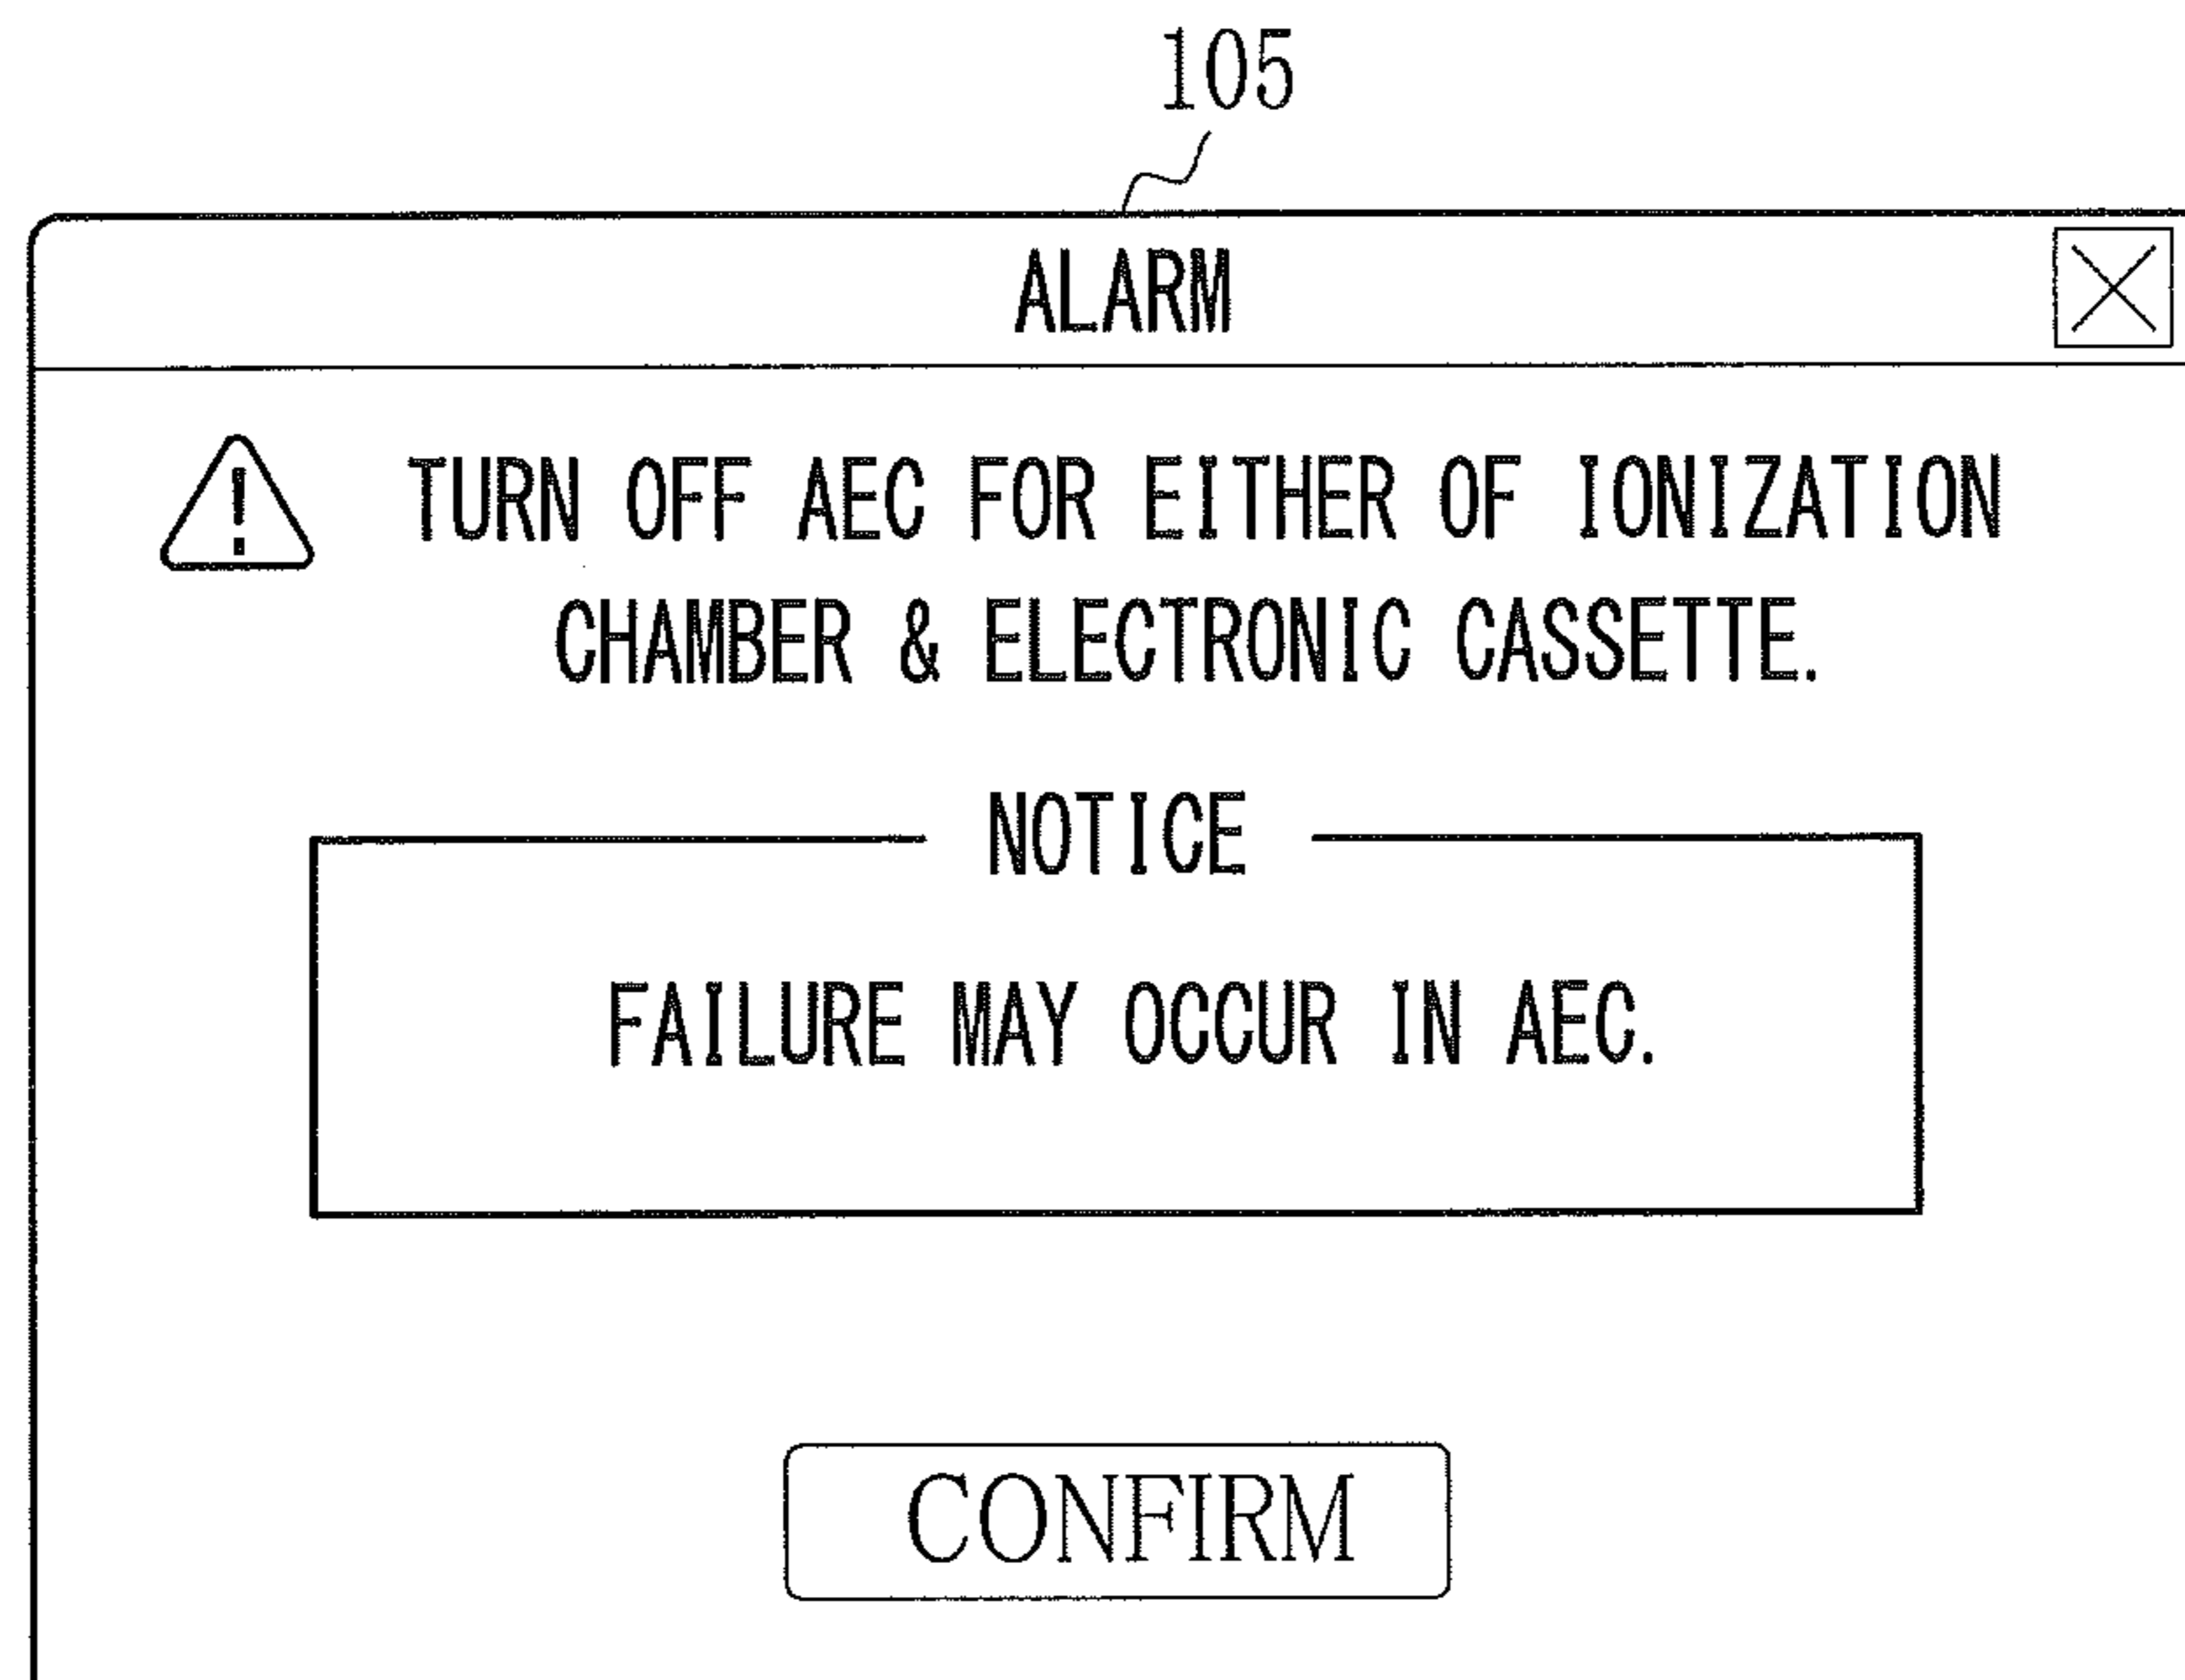 105
ALARM
TURN OFF AEC FOR EITHER OF IONIZATION
CHAMBER & ELECTRONIC CASSETTE.
NOTICE
FAILURE MAY OCCUR IN AEC.
CONFIRM